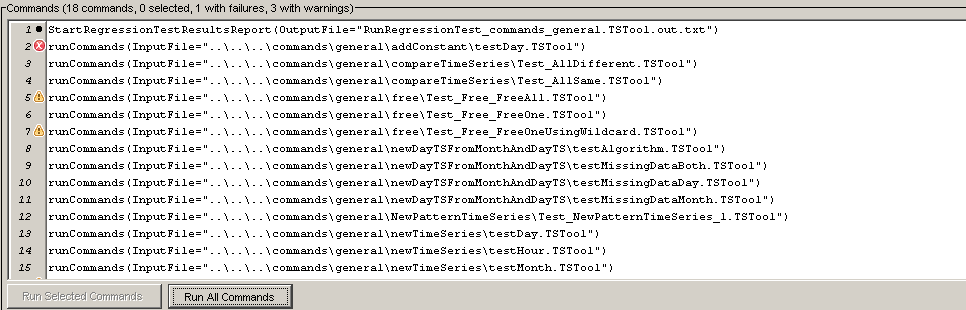 Commands (18 commands, 0 selected, 1 with failures, 3 with warnings)
1 StartRegressionTestResultsReport(OutputFile="RunRegressionTest_commands_general.TSTool.out.txt")
2 runCommands(InputFile="..\..\..\commands\general\addConstant\testDay.TSTool")
3 runCommands(InputFile="..\..\..\commands\general\compareTimeSeries\Test_AllDifferent.TSTool")
4 runCommands(InputFile="..\..\..\commands\general\compareTimeSeries\Test_AllSame.TSTool")
5 runCommands(InputFile="..\..\..\commands\general\free\Test_Free_FreeAll.TSTool")
6 runCommands(InputFile="..\..\..\commands\general\free\Test_Free_FreeOne.TSTool")
7 runCommands(InputFile="..\..\..\commands\general\free\Test_Free_FreeOneUsingWildcard.TSTool")
8 runCommands(InputFile="..\..\..\commands\general\newDayTSFromMonthAndDayTS\testAlgorithm.TSTool")
9 runCommands(InputFile="..\..\..\commands\general\newDayTSFromMonthAndDayTS\testMissingDataBoth.TSTool")
10 runCommands(InputFile="..\..\..\commands\general\newDayTSFromMonthAndDayTS\testMissingDataDay.TSTool")
11 runCommands(InputFile="..\..\..\commands\general\newDayTSFromMonthAndDayTS\testMissingDataMonth.TSTool")
12 runCommands(InputFile="..\..\..\commands\general\NewPatternTimeSeries\Test_NewPatternTimeSeries_1.TSTool")
13 runCommands(InputFile="..\..\..\commands\general\newTimeSeries\testDay.TSTool")
14 runCommands(InputFile="..\..\..\commands\general\newTimeSeries\testHour.TSTool")
15 runCommands(InputFile="..\..\..\commands\general\newTimeSeries\testMonth.TSTool")
Run Selected Commands
Run All Commands